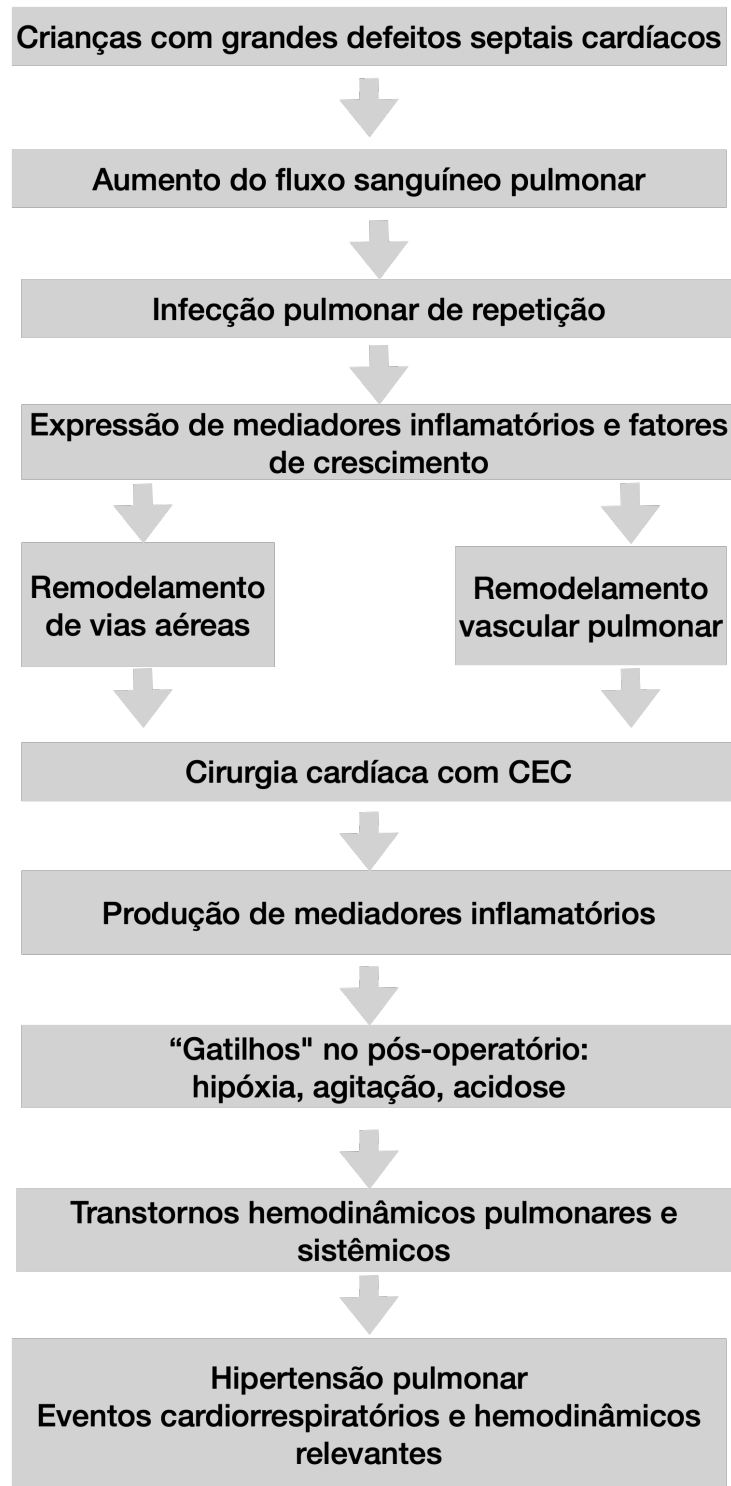 Crianças com grandes defeitos septais cardíacos
Aumento do fluxo sanguíneo pulmonar
Infecção pulmonar de repetição
Expressão de mediadores inflamatórios e fatores
de crescimento
Remodelamento
de vias aéreas
Remodelamento
vascular pulmonar
Cirurgia cardíaca com CEC
Produção de mediadores inflamatórios
“Gatilhos" no pós-operatório:
hipóxia, agitação, acidose
Transtornos hemodinâmicos pulmonares e
sistêmicos
Hipertensão pulmonar
Eventos cardiorrespiratórios e hemodinâmicos
relevantes